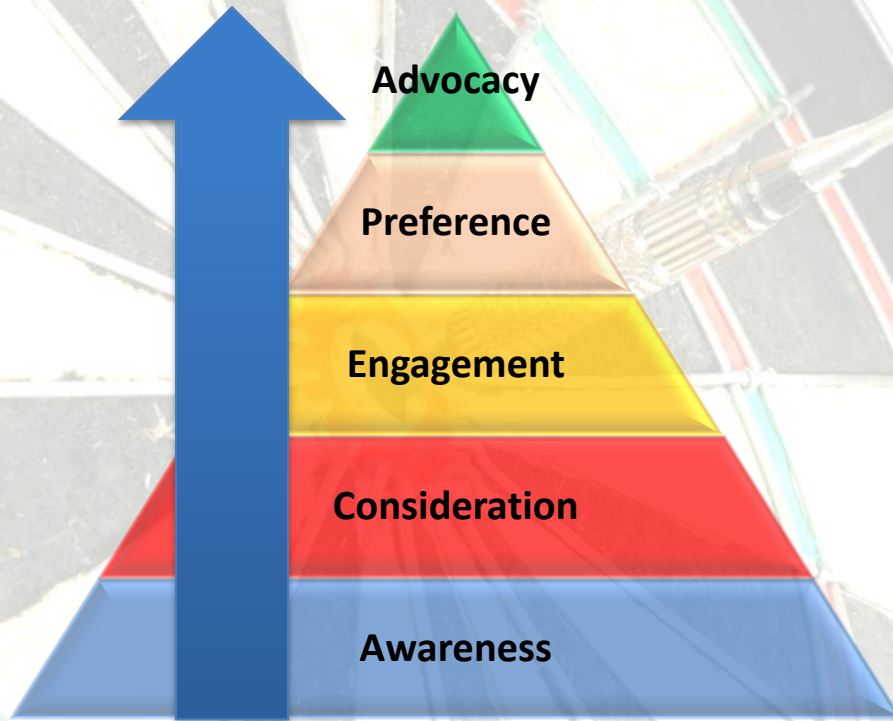 Advocacy
Preference
Engagement
Consideration
Awareness